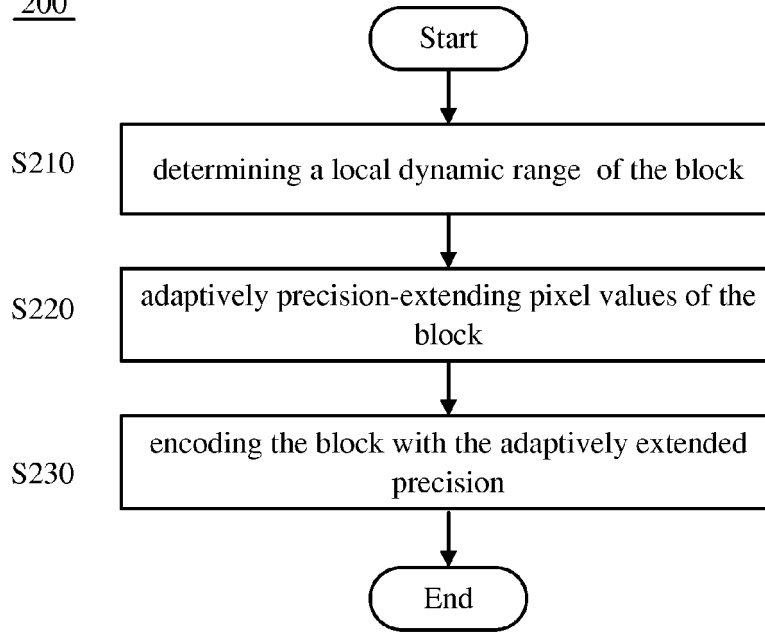 200
Start
S210
determining a local dynamic range of the block
S220
adaptively precision-extending pixel values of the
block
S230
encoding the block with the adaptively extended
precision
End